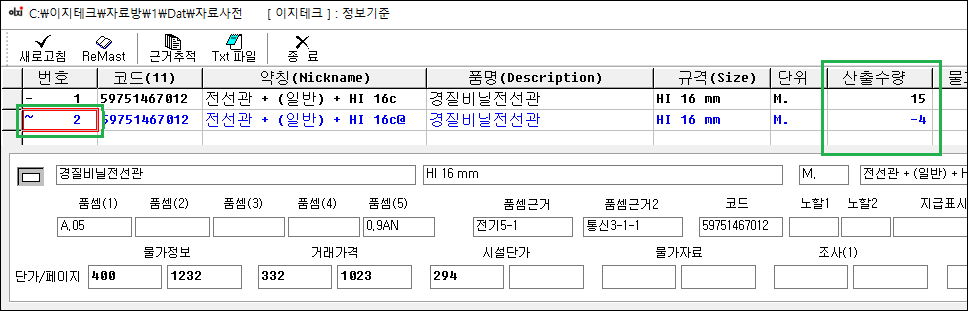 ebxi C:\이지테크\자료방\1\Dat\자료사전 [ 이지테크 ] : 정보기준
새로고침 ReMast 근거추적 Txt 파일 종 료
번호 코드(11) 약칭(Nickname) 품명(Description) 규격(Size) 단위 산출수량
- 1 59751467012 전선관 + (일반) + HI 16c 경질비닐전선관 HI 16 mm M. 15
~ 2 59751467012 전선관 + (일반) + HI 16c@ 경질비닐전선관 HI 16 mm M. -4
경질비닐전선관 HI 16 mm M. 전선관 + (일반) + H
품셈(1) 품셈(2) 품셈(3) 품셈(4) 품셈(5) 품셈근거 품셈근거2 코드 노할1 노할2 지급표시
A.05 0.9AN 전기5-1 통신3-1-1 59751467012
물가정보 거래가격 시설단가 물가자료 조사(1)
단가/페이지 400 1232 332 1023 294